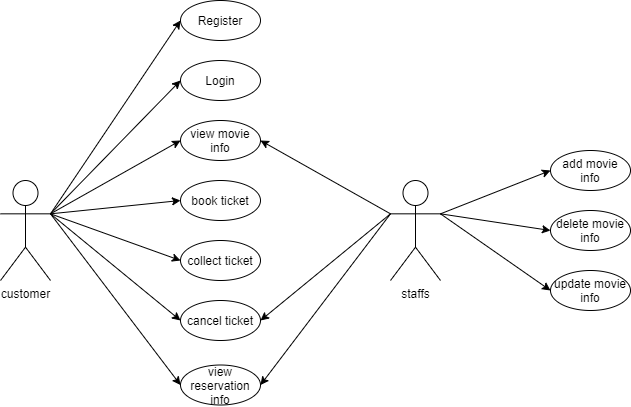 Register
Login
view movie
info
book ticket
collect ticket
cancel ticket
view
reservation
info
customer
staffs
add movie
info
delete movie
info
update movie
info